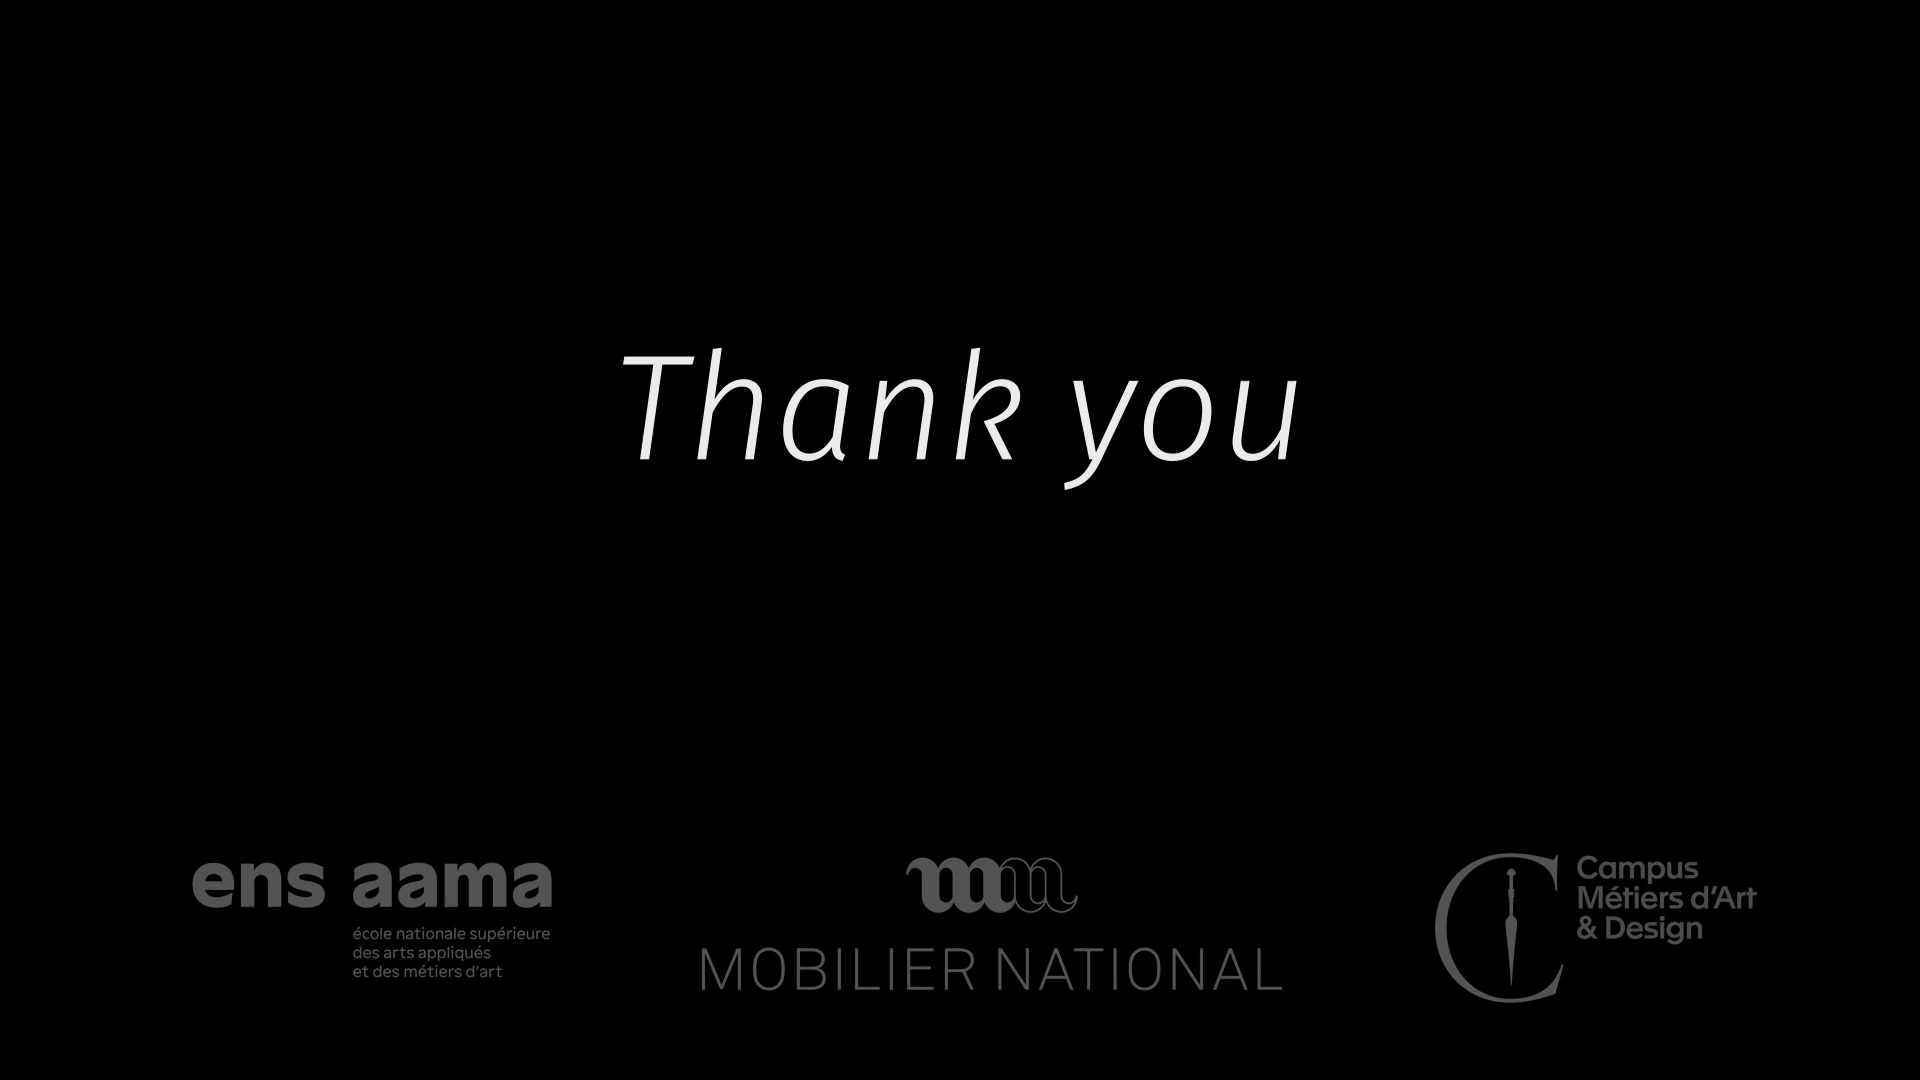 Thank you
ens aama
école nationale supérieure
des arts appliqués
et des métiers d'art
MOBILIER NATIONAL
Campus
Métiers d'Art
& Design